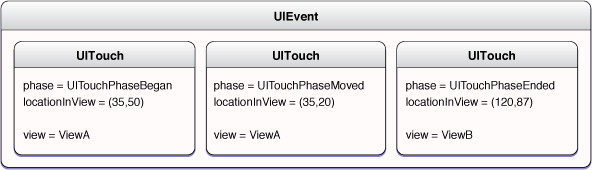 UIEvent
UITouch
phase = UITouchPhaseBegan
locationInView = (35,50)
view = ViewA
UITouch
phase = UITouchPhaseMoved
locationInView = (35,20)
view = ViewA
UITouch
phase = UITouchPhaseEnded
locationInView = (120,87)
view = ViewB